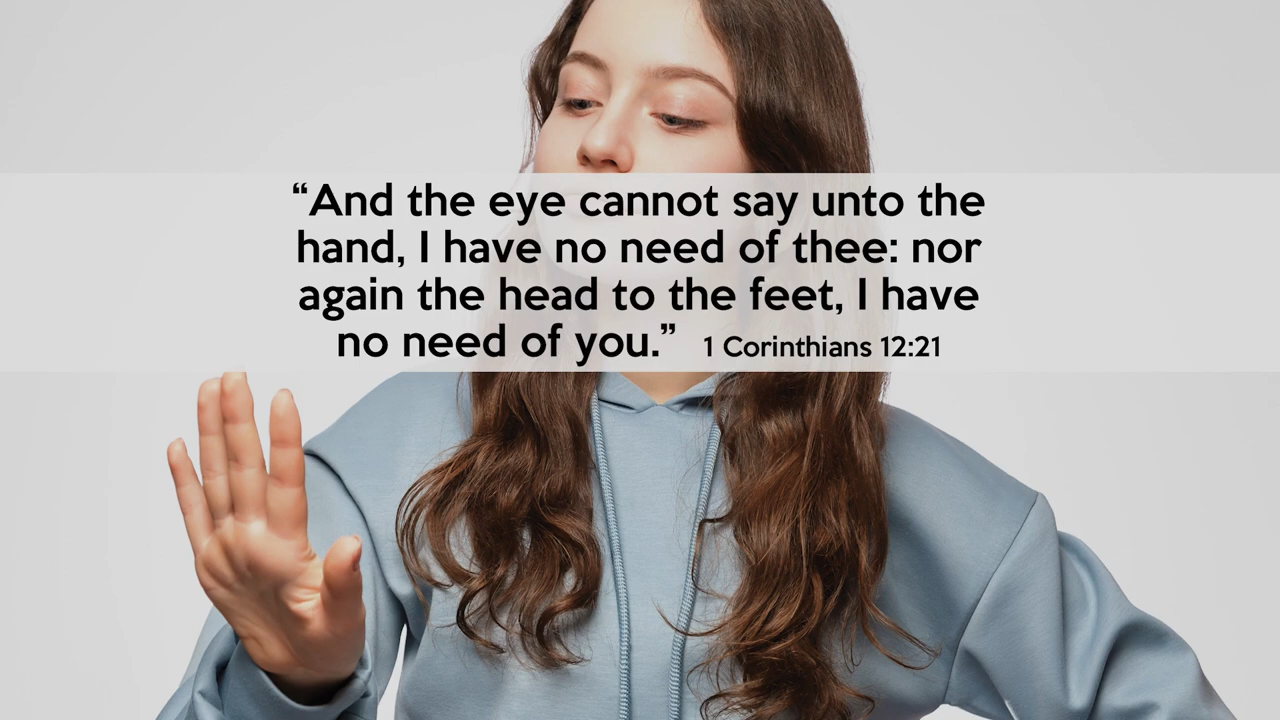 “And the eye cannot say unto the
hand, I have no need of thee: nor
again the head to the feet, I have
no need of you.” 1 Corinthians 12:21